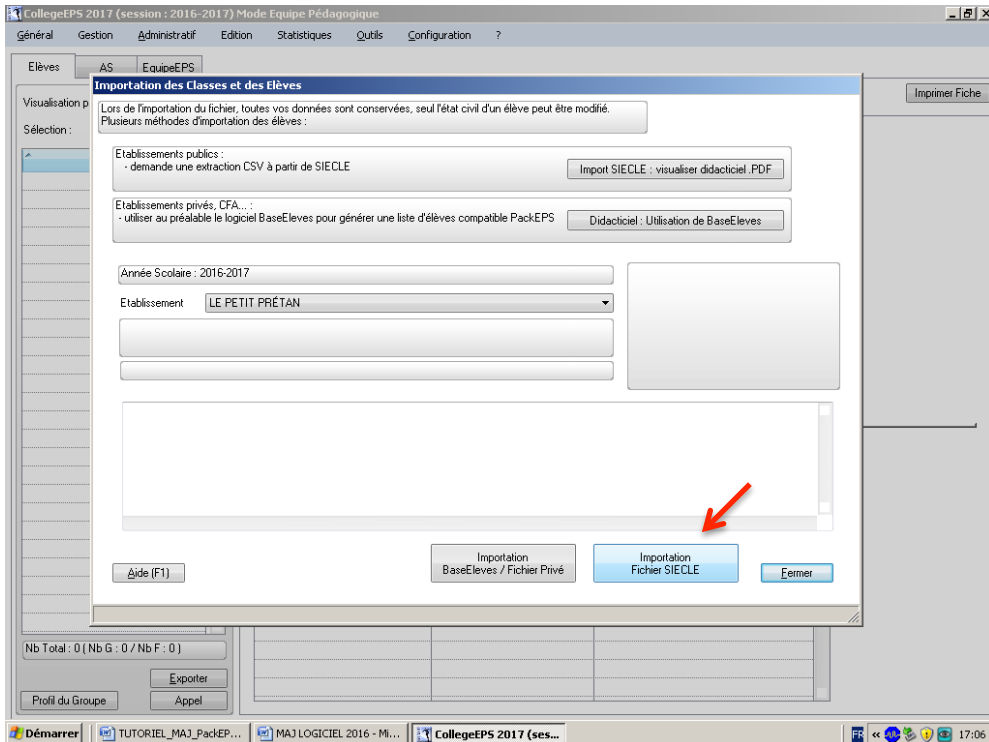 CollegeEPS 2017 (session : 2016-2017) Mode Equipe Pédagogique
Général Gestion Administratif Edition Statistiques Outils Configuration ?
Elèves AS EquipeEPS
Importation des Classes et des Elèves
Visualisation p
Imprimer Fiche
Lors de l'importation du fichier, toutes vos données sont conservées, seul l'état civil d'un élève peut être modifié.
Plusieurs méthodes d'importation des élèves :
Sélection :
Etablissements publics :
- demande une extraction CSV à partir de SIECLE
Import SIECLE : visualiser didacticiel .PDF
Etablissements privés, CFA... :
- utiliser au préalable le logiciel BaseEleves pour générer une liste d'élèves compatible PackEPS
Didacticiel : Utilisation de BaseEleves
Année Scolaire : 2016-2017
Etablissement LE PETIT PRÉTAN
Aide (F1)
Importation
BaseEleves / Fichier Privé
Importation
Fichier SIECLE
Fermer
Nb Total : 0 ( Nb G : 0 / Nb F : 0 )
Exporter
Profil du Groupe Appel
Démarrer TUTORIEL_MAJ_PackEP... MAJ LOGICIEL 2016 - Mi... CollegeEPS 2017 (ses... FR « 17:06